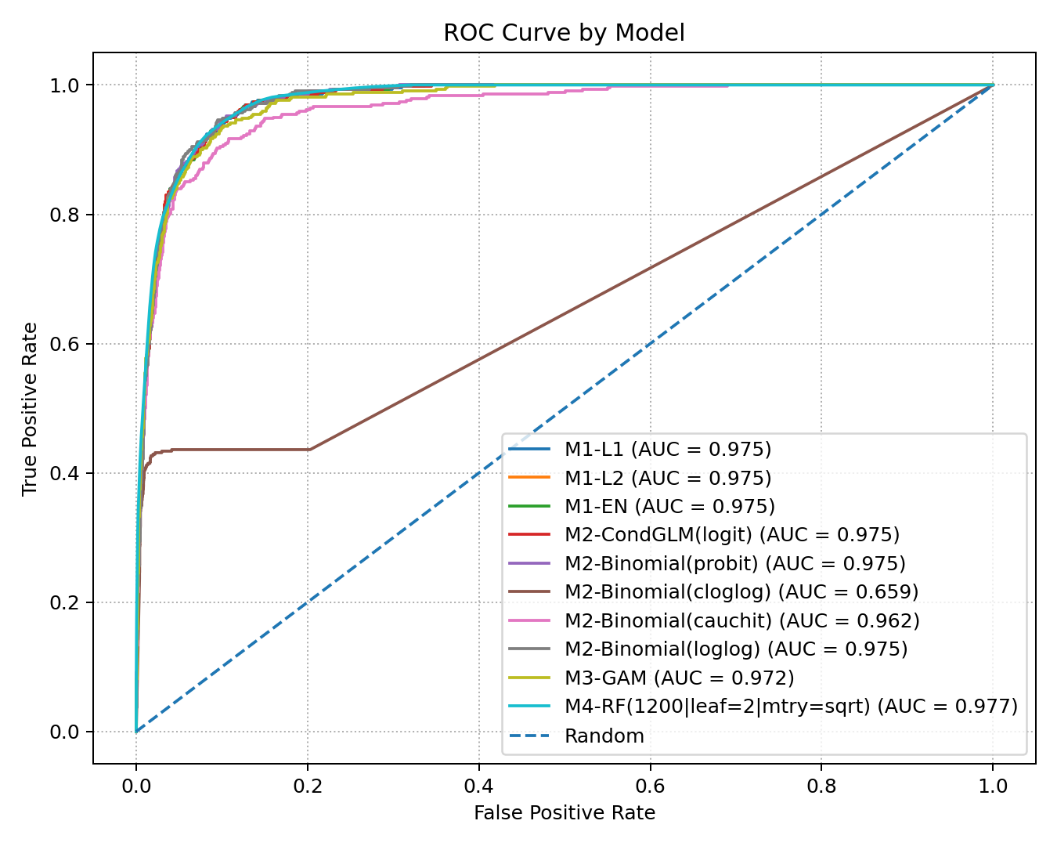 ROC Curve by Model
True Positive Rate
1.0
0.8
0.6
0.4
0.2
0.0
M1-L1 (AUC = 0.975)
M1-L2 (AUC = 0.975)
M1-EN (AUC = 0.975)
M2-CondGLM(logit) (AUC = 0.975)
M2-Binomial(probit) (AUC = 0.975)
M2-Binomial(cloglog) (AUC = 0.659)
M2-Binomial(cauchit) (AUC = 0.962)
M2-Binomial(loglog) (AUC = 0.975)
M3-GAM (AUC = 0.972)
M4-RF(1200|leaf=2|mtry=sqrt) (AUC = 0.977)
Random
0.0 0.2 0.4 0.6 0.8 1.0
False Positive Rate